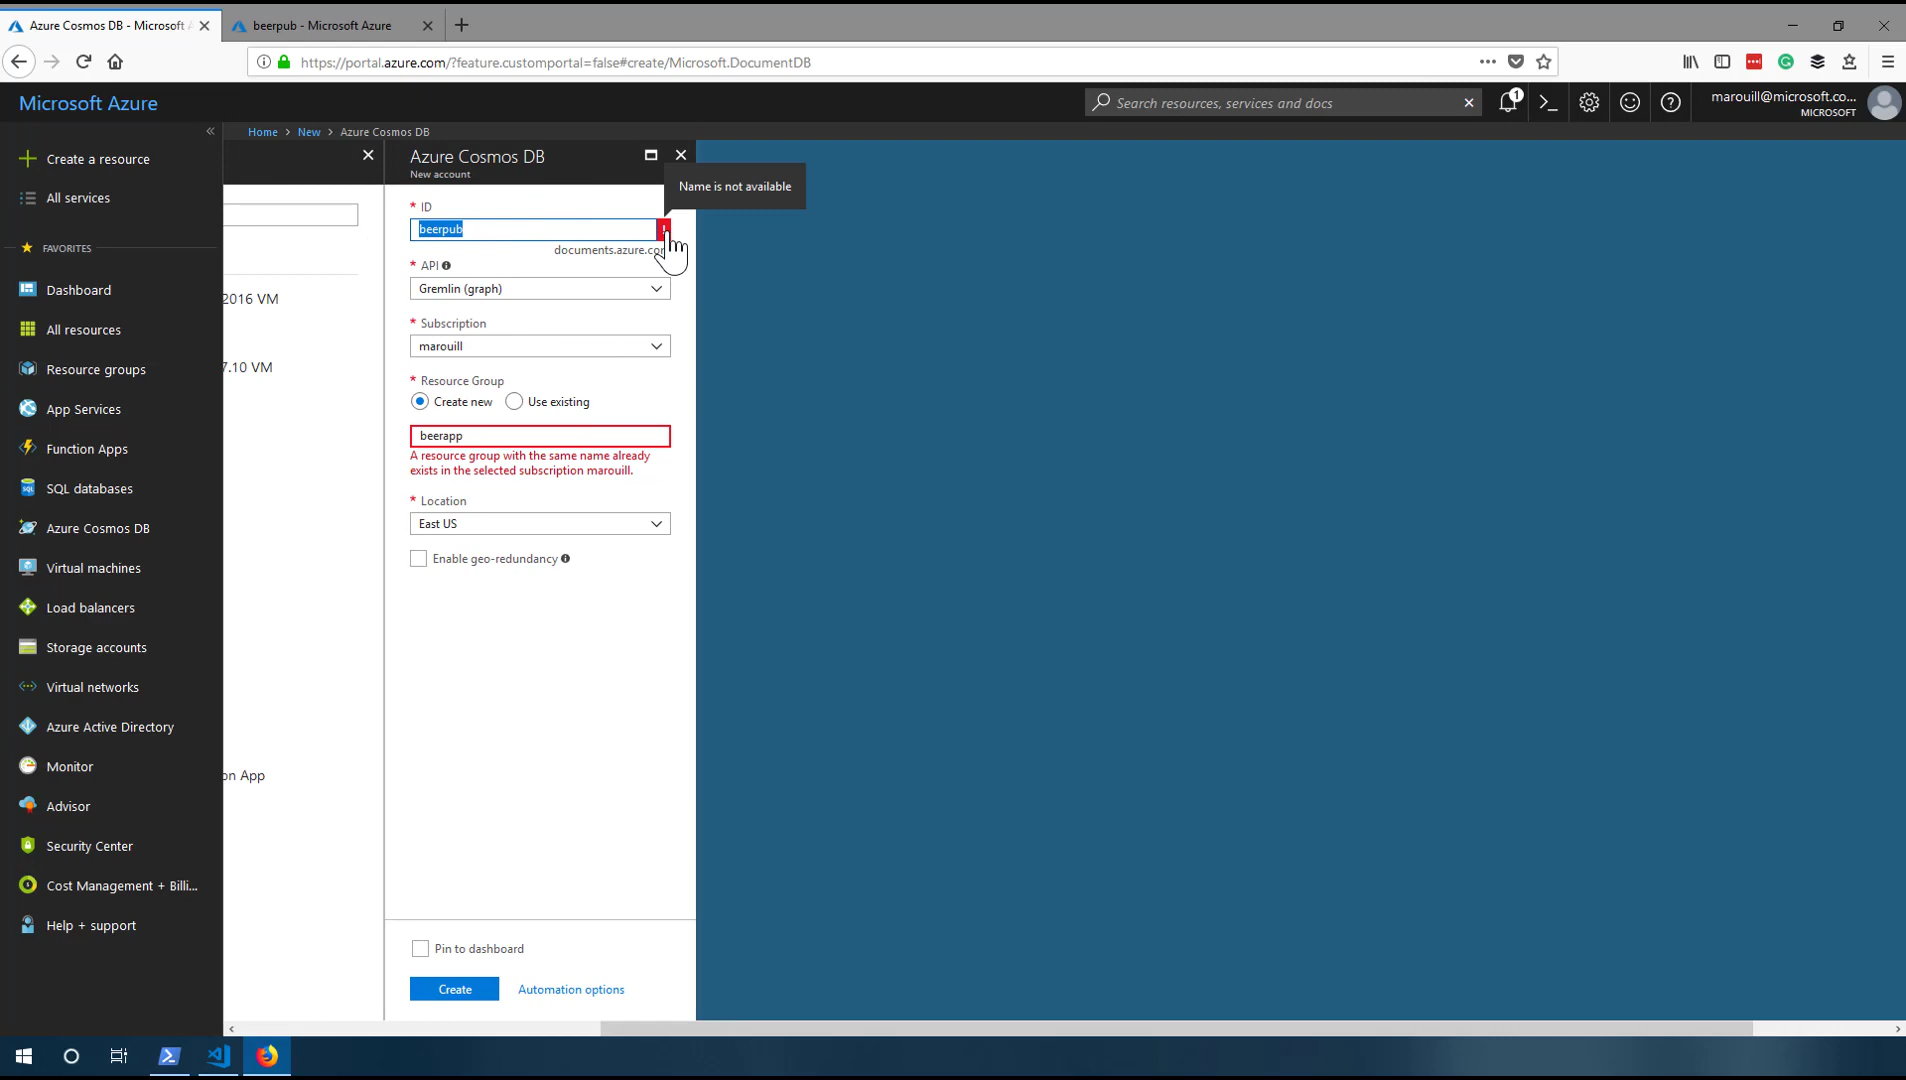 Azure Cosmos DB - Microsoft A
beerpub - Microsoft Azure
https://portal.azure.com/?feature.customportal=false#create/Microsoft.DocumentDB
Microsoft Azure
Search resources, services and docs
1
marouill@microsoft.co...
MICROSOFT
Home > New > Azure Cosmos DB
Create a resource
All services
FAVORITES
Dashboard
All resources
Resource groups
App Services
Function Apps
SQL databases
Azure Cosmos DB
Virtual machines
Load balancers
Storage accounts
Virtual networks
Azure Active Directory
Monitor
Advisor
Security Center
Cost Management + Billi...
Help + support
2016 VM
7.10 VM
on App
Azure Cosmos DB
New account
Name is not available
* ID
beerpub
documents.azure.com
* API
Gremlin (graph)
* Subscription
marouill
* Resource Group
Create new
Use existing
beerapp
A resource group with the same name already
exists in the selected subscription marouill.
* Location
East US
Enable geo-redundancy
Pin to dashboard
Create
Automation options